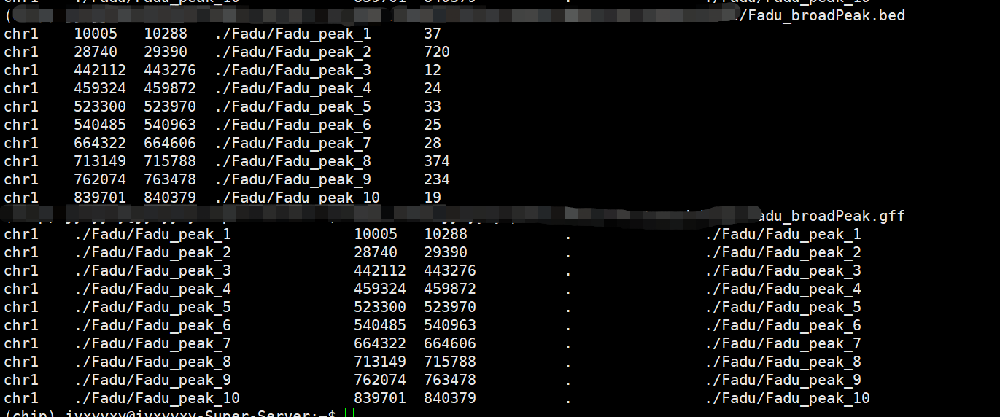 /Fadu_broadPeak.bed
chr1 10005 10288 ./Fadu/Fadu_peak_1 37
chr1 28740 29390 ./Fadu/Fadu_peak_2 720
chr1 442112 443276 ./Fadu/Fadu_peak_3 12
chr1 459324 459872 ./Fadu/Fadu_peak_4 24
chr1 523300 523970 ./Fadu/Fadu_peak_5 33
chr1 540485 540963 ./Fadu/Fadu_peak_6 25
chr1 664322 664606 ./Fadu/Fadu_peak_7 28
chr1 713149 715788 ./Fadu/Fadu_peak_8 374
chr1 762074 763478 ./Fadu/Fadu_peak_9 234
chr1 839701 840379 ./Fadu/Fadu_peak_10 19
adu_broadPeak.gff
chr1 ./Fadu/Fadu_peak_1 10005 10288 . ./Fadu/Fadu_peak_1
chr1 ./Fadu/Fadu_peak_2 28740 29390 . ./Fadu/Fadu_peak_2
chr1 ./Fadu/Fadu_peak_3 442112 443276 . ./Fadu/Fadu_peak_3
chr1 ./Fadu/Fadu_peak_4 459324 459872 . ./Fadu/Fadu_peak_4
chr1 ./Fadu/Fadu_peak_5 523300 523970 . ./Fadu/Fadu_peak_5
chr1 ./Fadu/Fadu_peak_6 540485 540963 . ./Fadu/Fadu_peak_6
chr1 ./Fadu/Fadu_peak_7 664322 664606 . ./Fadu/Fadu_peak_7
chr1 ./Fadu/Fadu_peak_8 713149 715788 . ./Fadu/Fadu_peak_8
chr1 ./Fadu/Fadu_peak_9 762074 763478 . ./Fadu/Fadu_peak_9
chr1 ./Fadu/Fadu_peak_10 839701 840379 . ./Fadu/Fadu_peak_10
(chip) jyxyyxy@jyxyyxy-Super-Server:~$